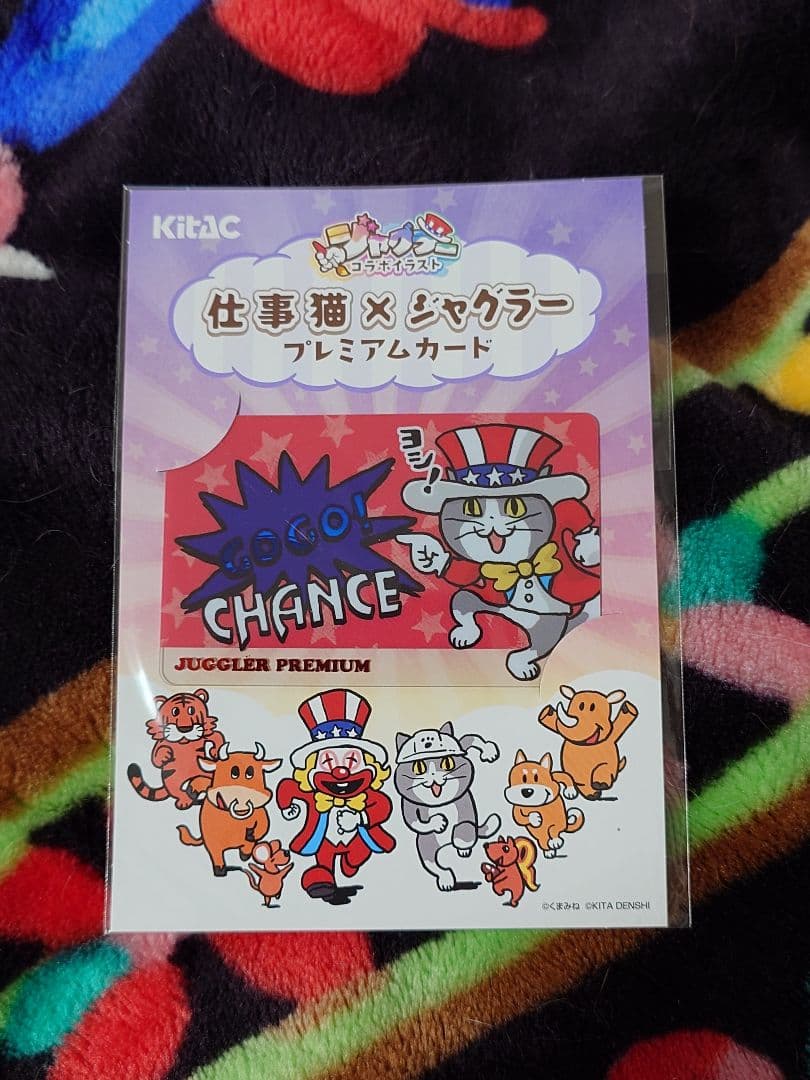 KitAC
ジャグラー
コラボイラスト
仕事猫×ジャグラー
プレミアムカード
ヨシ!
GOGO!
CHANCE
JUGGLER PREMIUM
©くまみね ©KITA DENSHI